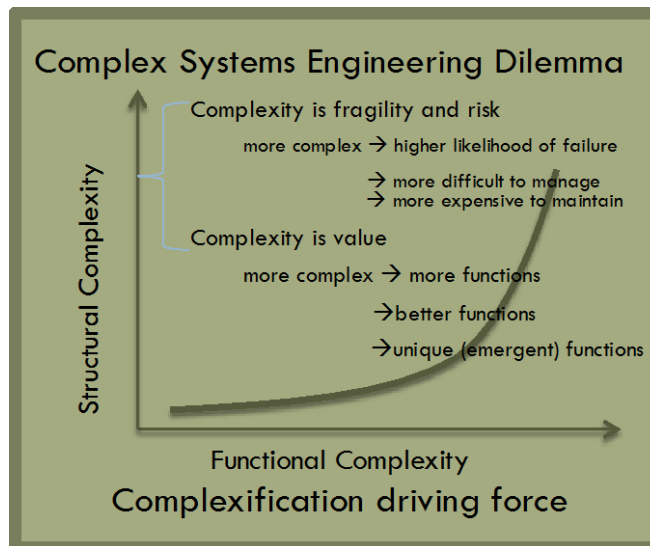 Complex Systems Engineering Dilemma
Complexity is fragility and risk
more complex → higher likelihood of failure
→ more difficult to manage
→ more expensive to maintain
Complexity is value
more complex → more functions
→better functions
→unique (emergent) functions
Structural Complexity
Functional Complexity
Complexification driving force